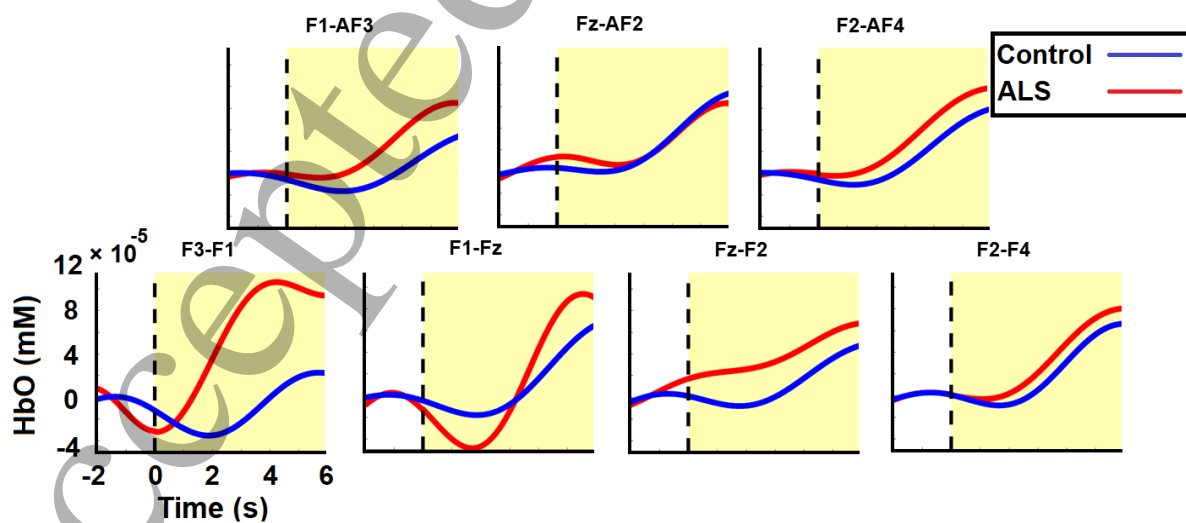 F1-AF3
Fz-AF2
F2-AF4
Control
ALS
F3-F1
F1-Fz
Fz-F2
F2-F4
12 × 10^-5
8
4
0
-4
HbO (mM)
-2 0 2 4 6
Time (s)
ccepted